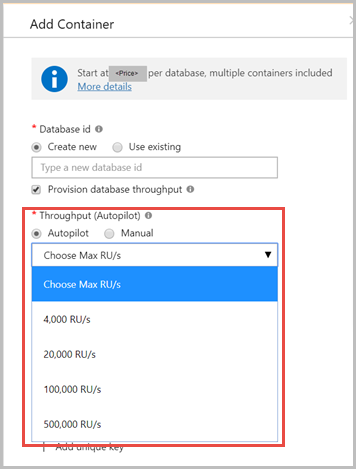 Add Container
Start at <Price> per database, multiple containers included
More details
* Database id
Create new Use existing
Type a new database id
Provision database throughput
* Throughput (Autopilot)
Autopilot Manual
Choose Max RU/s
Choose Max RU/s
4,000 RU/s
20,000 RU/s
100,000 RU/s
500,000 RU/s
Add unique key